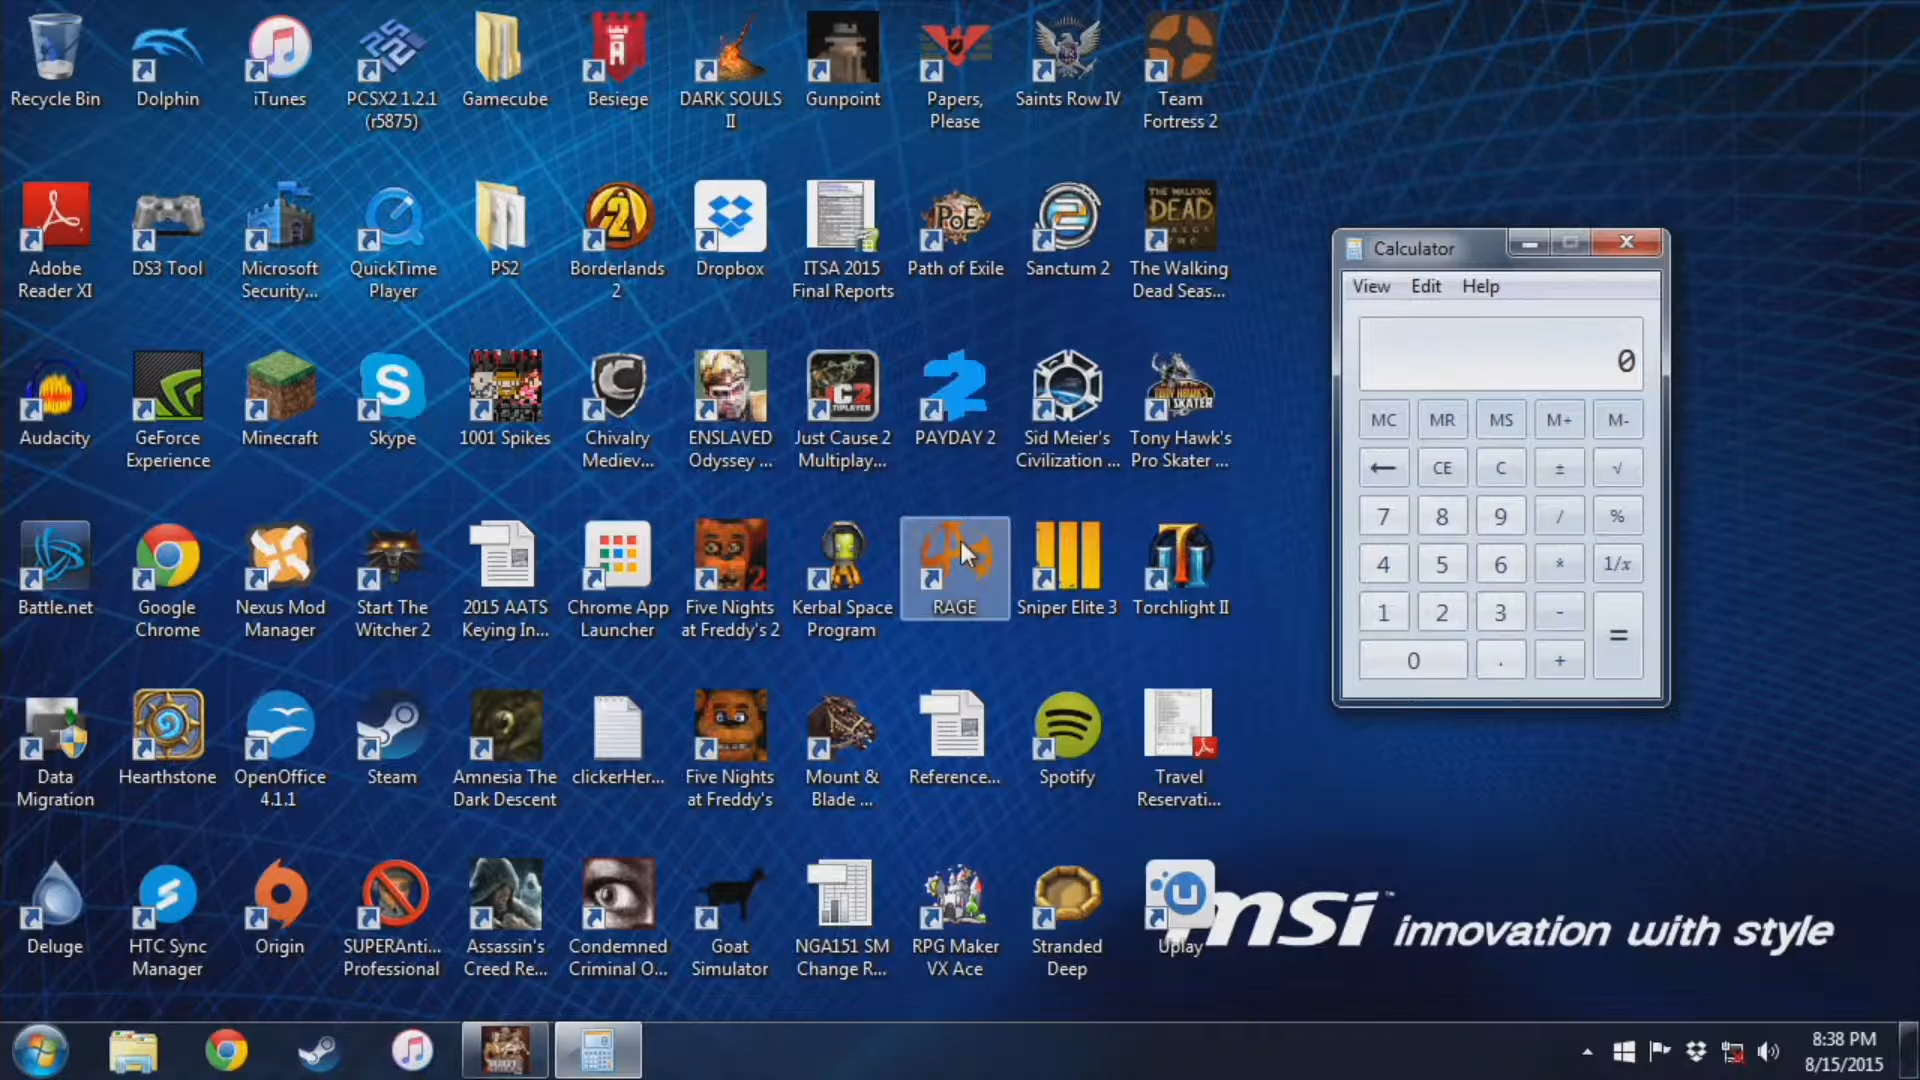 Recycle Bin
Dolphin
iTunes
PCSX2 1.2.1
(r5875)
Gamecube
Besiege
DARK SOULS
II
Gunpoint
Papers,
Please
Saints Row IV
Team
Fortress 2
Adobe
Reader XI
DS3 Tool
Microsoft
Security...
QuickTime
Player
PS2
2
Borderlands
2
Dropbox
ITSA 2015
Final Reports
PoE
Path of Exile
Sanctum 2
THE WALKING
DEAD
The Walking
Dead Seas...
Audacity
GeForce
Experience
Minecraft
S
Skype
1001 Spikes
C
Chivalry
Mediev...
ENSLAVED
Odyssey ...
JC2
Just Cause 2
Multiplay...
2
PAYDAY 2
Sid Meier's
Civilization ...
Tony Hawk's
Pro Skater ...
Battle.net
Google
Chrome
Nexus Mod
Manager
Start The
Witcher 2
2015 AATS
Keying In...
Chrome App
Launcher
2
Five Nights
at Freddy's 2
Kerbal Space
Program
RAGE
Sniper Elite 3
Torchlight II
Data
Migration
Hearthstone
OpenOffice
4.1.1
Steam
Amnesia The
Dark Descent
clickerHer...
Five Nights
at Freddy's
Mount &
Blade ...
Reference...
Spotify
Travel
Reservati...
Deluge
HTC Sync
Manager
Origin
SUPERAnti...
Professional
Assassin's
Creed Re...
Condemned
Criminal O...
Goat
Simulator
NGA151 SM
Change R...
RPG Maker
VX Ace
Stranded
Deep
Uplay
msi™ innovation with style
Calculator
View Edit Help
0
MC MR MS M+ M-
← CE C ± √
7 8 9 / %
4 5 6 * 1/x
1 2 3 - =
0 . +
8:38 PM
8/15/2015